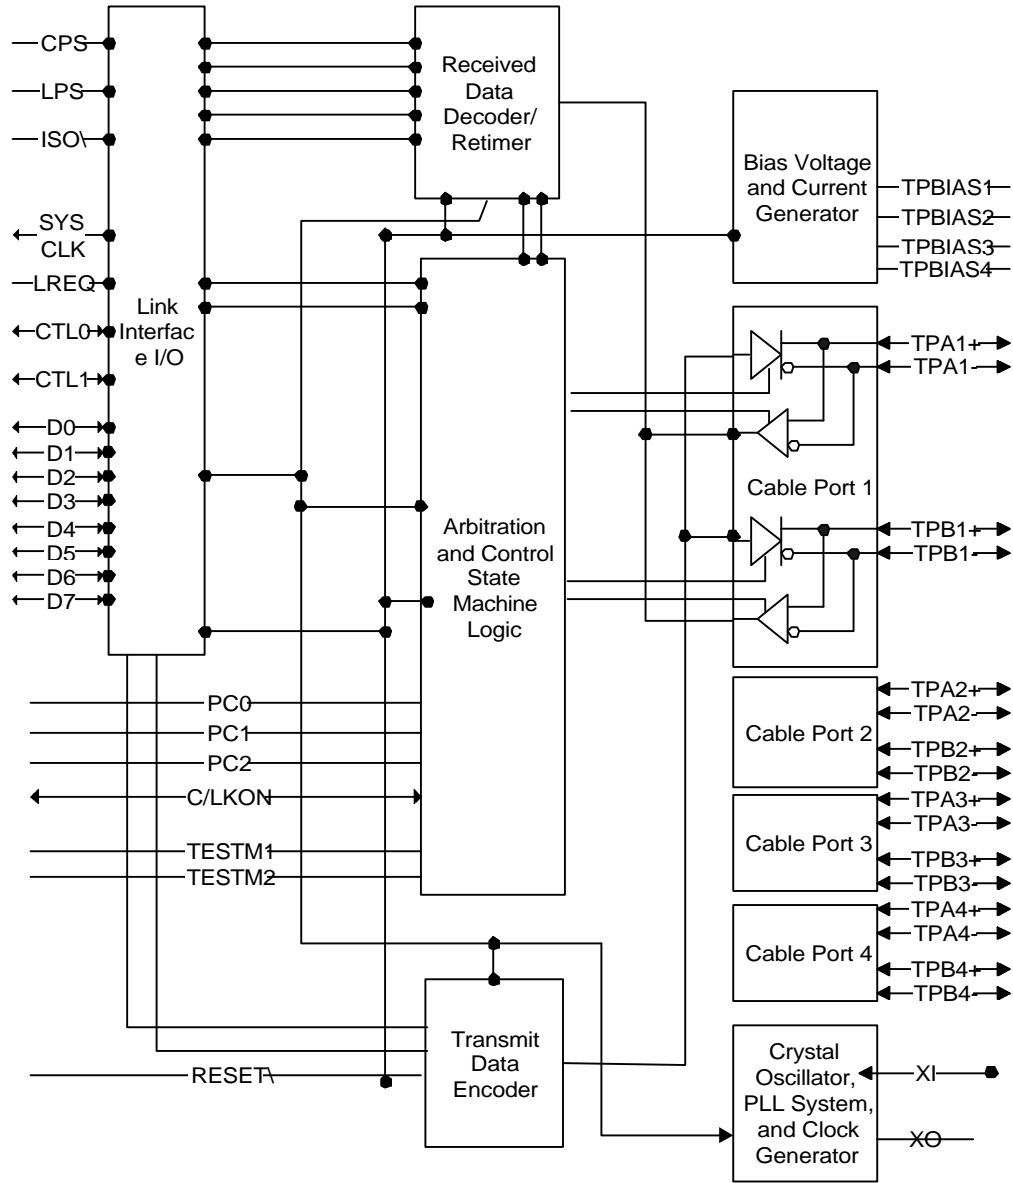 CPS
LPS
ISO\
SYS
CLK
LREQ
CTL0
CTL1
D0
D1
D2
D3
D4
D5
D6
D7
Link
Interfac
e I/O
Received
Data
Decoder/
Retimer
Bias Voltage
and Current
Generator
TPBIAS1
TPBIAS2
TPBIAS3
TPBIAS4
Arbitration
and Control
State
Machine
Logic
TPA1+
TPA1-
Cable Port 1
TPB1+
TPB1-
PC0
PC1
PC2
C/LKON
TESTM1
TESTM2
Cable Port 2
TPA2+
TPA2-
TPB2+
TPB2-
Cable Port 3
TPA3+
TPA3-
TPB3+
TPB3-
Cable Port 4
TPA4+
TPA4-
TPB4+
TPB4-
RESET\
Transmit
Data
Encoder
Crystal
Oscillator,
PLL System,
and Clock
Generator
XI
XO